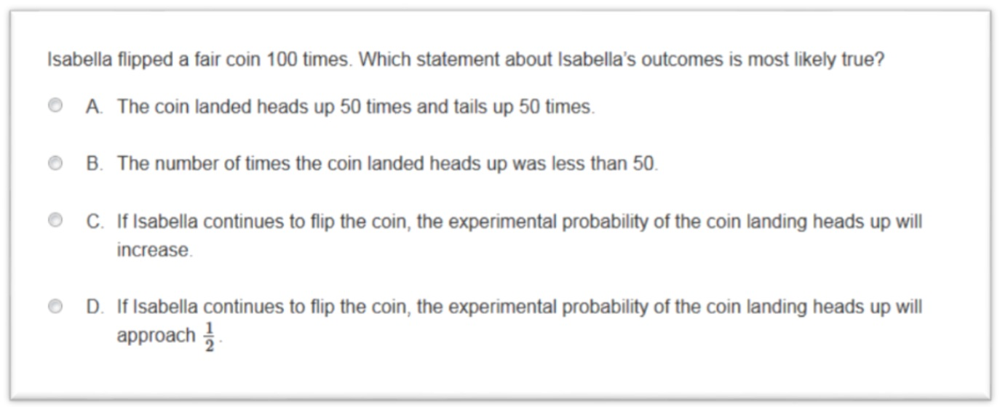 Isabella flipped a fair coin 100 times. Which statement about Isabella's outcomes is most likely true?
A. The coin landed heads up 50 times and tails up 50 times.
B. The number of times the coin landed heads up was less than 50.
C. If Isabella continues to flip the coin, the experimental probability of the coin landing heads up will
increase.
D. If Isabella continues to flip the coin, the experimental probability of the coin landing heads up will
approach 1/2.